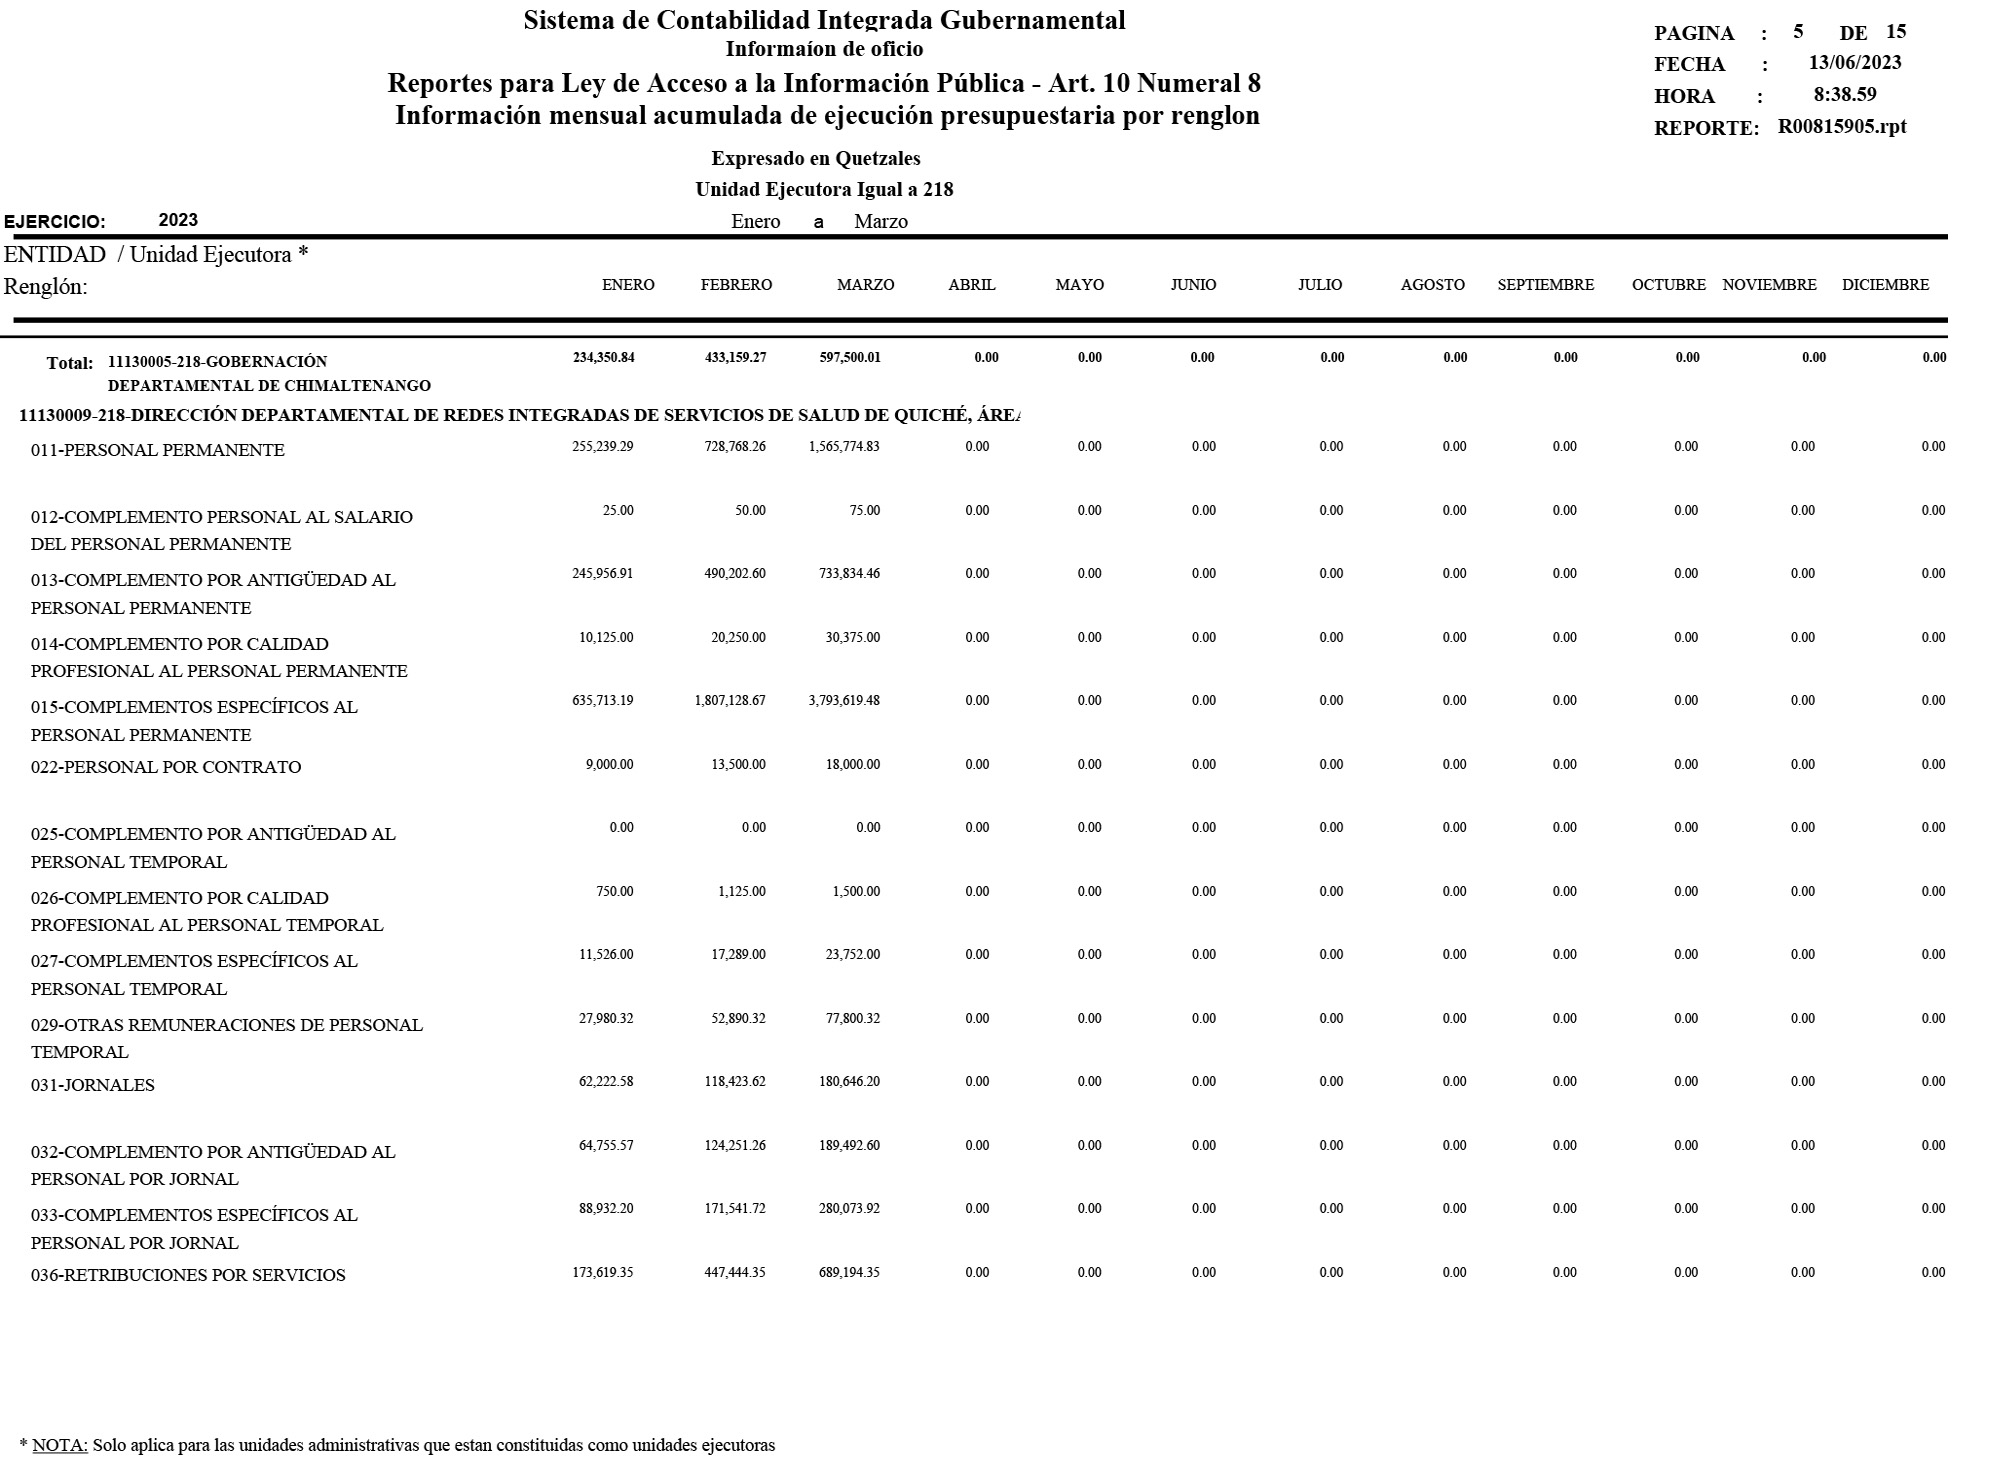 Sistema de Contabilidad Integrada Gubernamental
Informaíon de oficio
Reportes para Ley de Acceso a la Información Pública - Art. 10 Numeral 8
Información mensual acumulada de ejecución presupuestaria por renglon
PAGINA : 5 DE 15
FECHA : 13/06/2023
HORA : 8:38.59
REPORTE: R00815905.rpt
Expresado en Quetzales
Unidad Ejecutora Igual a 218
EJERCICIO: 2023 Enero a Marzo
ENTIDAD / Unidad Ejecutora *
Renglón: ENERO FEBRERO MARZO ABRIL MAYO JUNIO JULIO AGOSTO SEPTIEMBRE OCTUBRE NOVIEMBRE DICIEMBRE
Total: 11130005-218-GOBERNACIÓN 234,350.84 433,159.27 597,500.01 0.00 0.00 0.00 0.00 0.00 0.00 0.00 0.00 0.00
DEPARTAMENTAL DE CHIMALTENANGO
11130009-218-DIRECCIÓN DEPARTAMENTAL DE REDES INTEGRADAS DE SERVICIOS DE SALUD DE QUICHÉ, ÁREA
011-PERSONAL PERMANENTE 255,239.29 728,768.26 1,565,774.83 0.00 0.00 0.00 0.00 0.00 0.00 0.00 0.00 0.00
012-COMPLEMENTO PERSONAL AL SALARIO 25.00 50.00 75.00 0.00 0.00 0.00 0.00 0.00 0.00 0.00 0.00 0.00
DEL PERSONAL PERMANENTE
013-COMPLEMENTO POR ANTIGÜEDAD AL 245,956.91 490,202.60 733,834.46 0.00 0.00 0.00 0.00 0.00 0.00 0.00 0.00 0.00
PERSONAL PERMANENTE
014-COMPLEMENTO POR CALIDAD 10,125.00 20,250.00 30,375.00 0.00 0.00 0.00 0.00 0.00 0.00 0.00 0.00 0.00
PROFESIONAL AL PERSONAL PERMANENTE
015-COMPLEMENTOS ESPECÍFICOS AL 635,713.19 1,807,128.67 3,793,619.48 0.00 0.00 0.00 0.00 0.00 0.00 0.00 0.00 0.00
PERSONAL PERMANENTE
022-PERSONAL POR CONTRATO 9,000.00 13,500.00 18,000.00 0.00 0.00 0.00 0.00 0.00 0.00 0.00 0.00 0.00
025-COMPLEMENTO POR ANTIGÜEDAD AL 0.00 0.00 0.00 0.00 0.00 0.00 0.00 0.00 0.00 0.00 0.00 0.00
PERSONAL TEMPORAL
026-COMPLEMENTO POR CALIDAD 750.00 1,125.00 1,500.00 0.00 0.00 0.00 0.00 0.00 0.00 0.00 0.00 0.00
PROFESIONAL AL PERSONAL TEMPORAL
027-COMPLEMENTOS ESPECÍFICOS AL 11,526.00 17,289.00 23,752.00 0.00 0.00 0.00 0.00 0.00 0.00 0.00 0.00 0.00
PERSONAL TEMPORAL
029-OTRAS REMUNERACIONES DE PERSONAL 27,980.32 52,890.32 77,800.32 0.00 0.00 0.00 0.00 0.00 0.00 0.00 0.00 0.00
TEMPORAL
031-JORNALES 62,222.58 118,423.62 180,646.20 0.00 0.00 0.00 0.00 0.00 0.00 0.00 0.00 0.00
032-COMPLEMENTO POR ANTIGÜEDAD AL 64,755.57 124,251.26 189,492.60 0.00 0.00 0.00 0.00 0.00 0.00 0.00 0.00 0.00
PERSONAL POR JORNAL
033-COMPLEMENTOS ESPECÍFICOS AL 88,932.20 171,541.72 280,073.92 0.00 0.00 0.00 0.00 0.00 0.00 0.00 0.00 0.00
PERSONAL POR JORNAL
036-RETRIBUCIONES POR SERVICIOS 173,619.35 447,444.35 689,194.35 0.00 0.00 0.00 0.00 0.00 0.00 0.00 0.00 0.00
* NOTA: Solo aplica para las unidades administrativas que estan constituidas como unidades ejecutoras